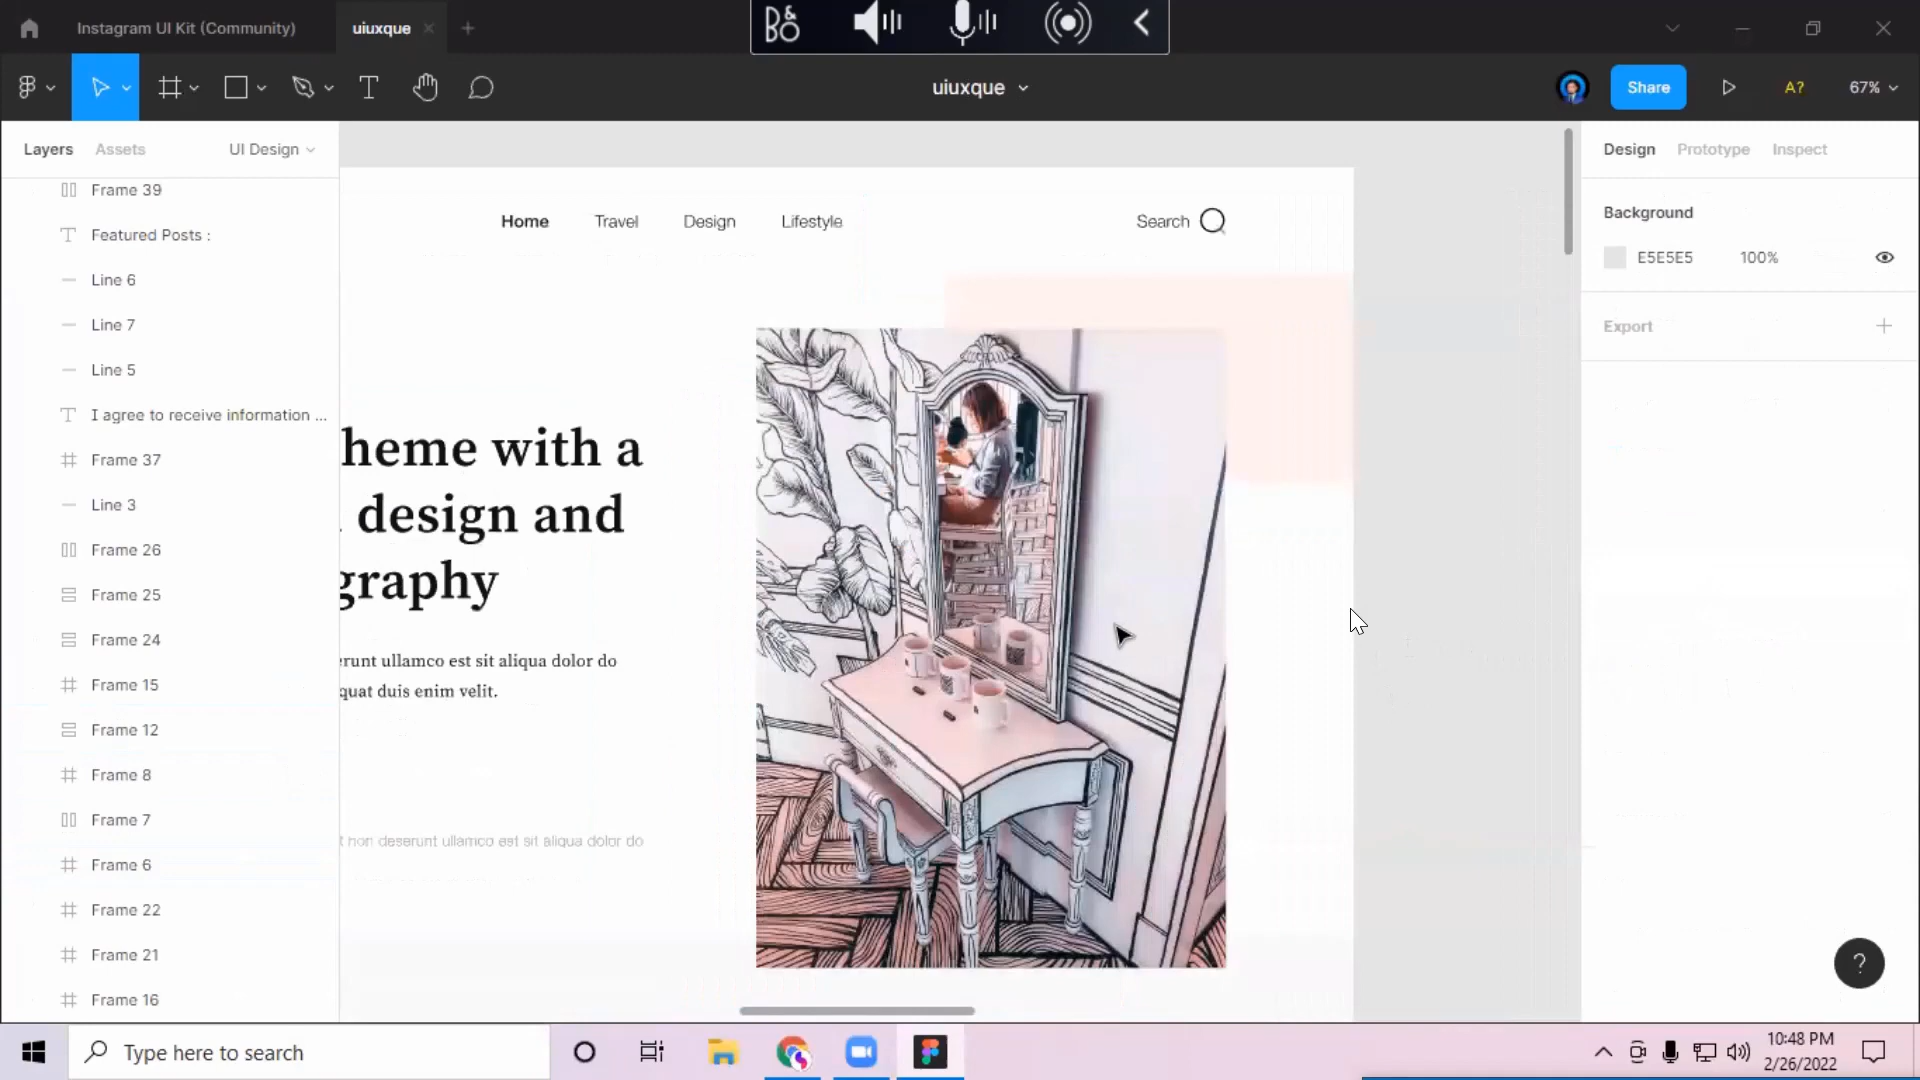 Instagram UI Kit (Community)
uiuxque
B&O
uiuxque
Share
A?
67%
Layers
Assets
UI Design
Design
Prototype
Inspect
Frame 39
Featured Posts :
Line 6
Line 7
Line 5
I agree to receive information ...
Frame 37
Line 3
Frame 26
Frame 25
Frame 24
Frame 15
Frame 12
Frame 8
Frame 7
Frame 6
Frame 22
Frame 21
Frame 16
Home
Travel
Design
Lifestyle
Search
heme with a
design and
graphy
erunt ullamco est sit aliqua dolor do
quat duis enim velit.
t non deserunt ullamco est sit aliqua dolor do
Background
E5E5E5
100%
Export
?
Type here to search
10:48 PM
2/26/2022